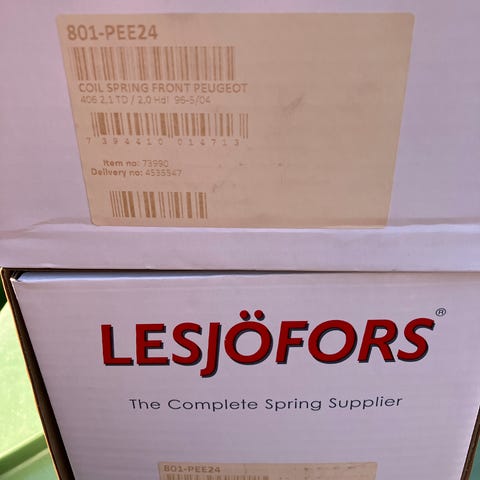 801-PEE24
COIL SPRING FRONT PEUGEOT
406 2,1 TD / 2,0 Hdi 96-5/04
7 394410 014713
Item no: 73990
Delivery no: 4535547
LESJÖFORS®
The Complete Spring Supplier
801-PEE24